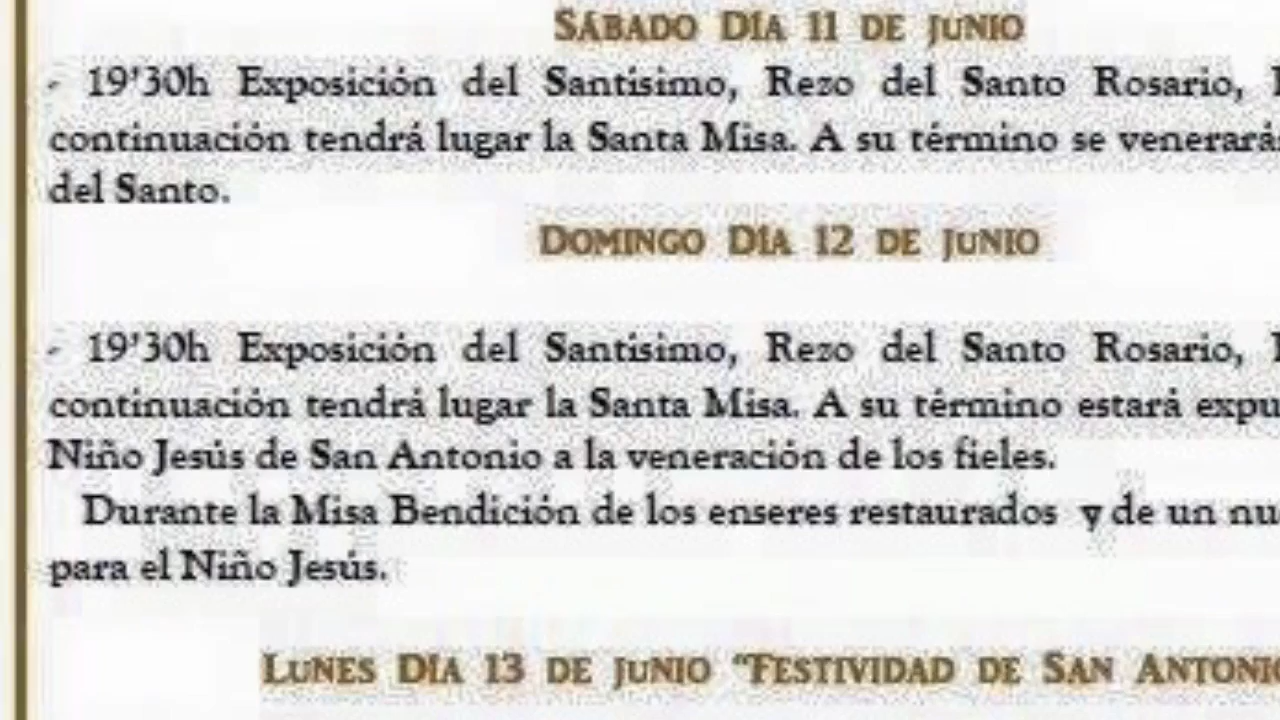 SÁBADO DÍA 11 DE JUNIO
- 19'30h Exposición del Santísimo, Rezo del Santo Rosario,
continuación tendrá lugar la Santa Misa. A su término se venerará
del Santo.
DOMINGO DÍA 12 DE JUNIO
- 19'30h Exposición del Santísimo, Rezo del Santo Rosario,
continuación tendrá lugar la Santa Misa. A su término estará
Niño Jesús de San Antonio a la veneración de los fieles.
Durante la Misa Bendición de los enseres restaurados y de un
para el Niño Jesús.
LUNES DÍA 13 DE JUNIO "FESTIVIDAD DE SAN ANTONIO